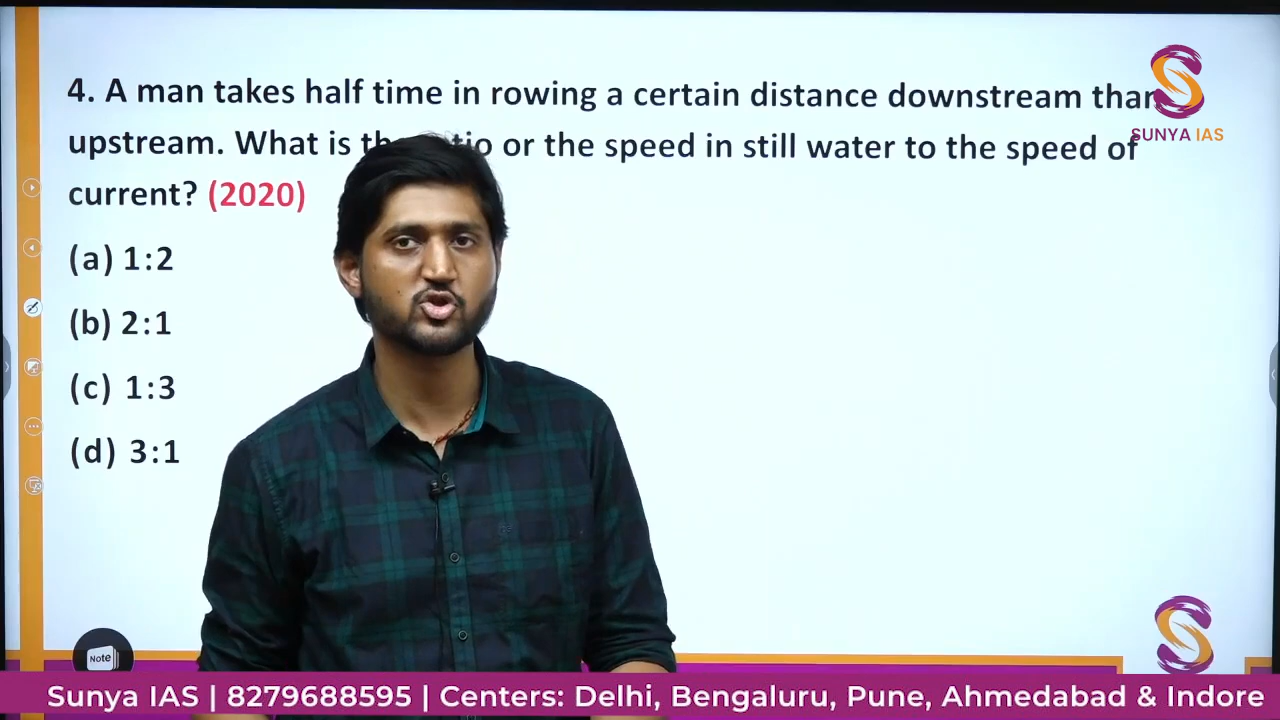 4. A man takes half time in rowing a certain distance downstream than
upstream. What is the ratio or the speed in still water to the speed of
current? (2020)
(a) 1:2
(b) 2:1
(c) 1:3
(d) 3:1
SUNYA IAS
Note
Sunya IAS | 8279688595 | Centers: Delhi, Bengaluru, Pune, Ahmedabad & Indore